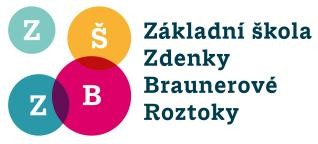 Z Š
Z B
Základní škola
Zdenky
Braunerové
Roztoky